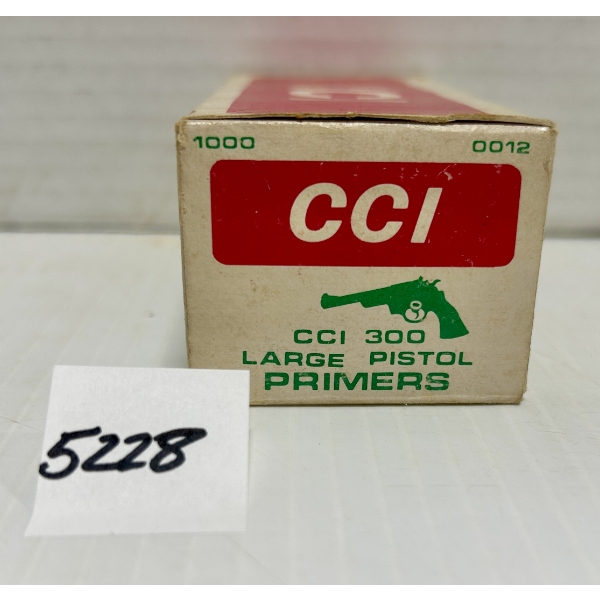 1000 0012
CCI
CCI 300
LARGE PISTOL
PRIMERS
5228